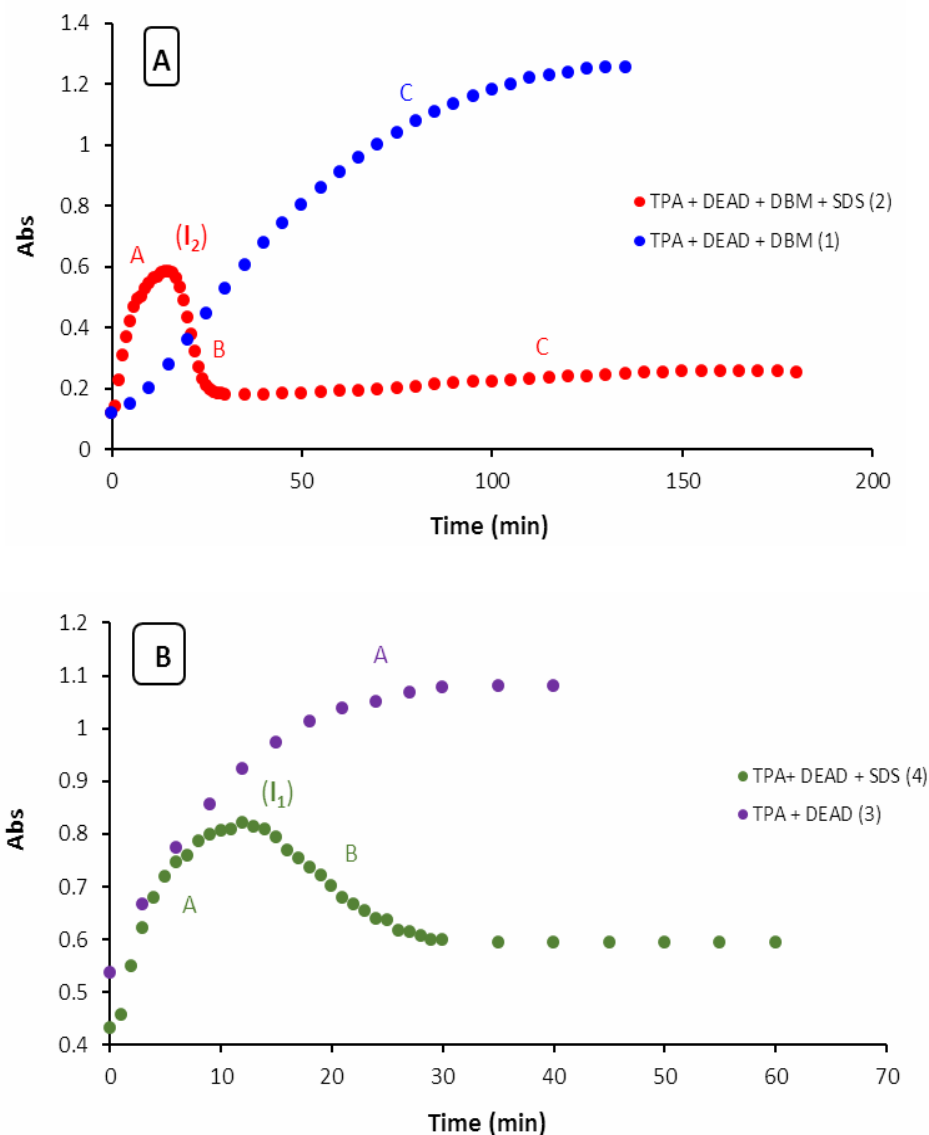 A
1.4
1.2
1
0.8
0.6
0.4
0.2
0
Abs
0
50
100
150
200
Time (min)
A
(I2)
B
C
C
TPA + DEAD + DBM + SDS (2)
TPA + DEAD + DBM (1)
B
1.2
1.1
1
0.9
0.8
0.7
0.6
0.5
0.4
Abs
0
10
20
30
40
50
60
70
Time (min)
A
(I1)
B
A
TPA+ DEAD + SDS (4)
TPA + DEAD (3)